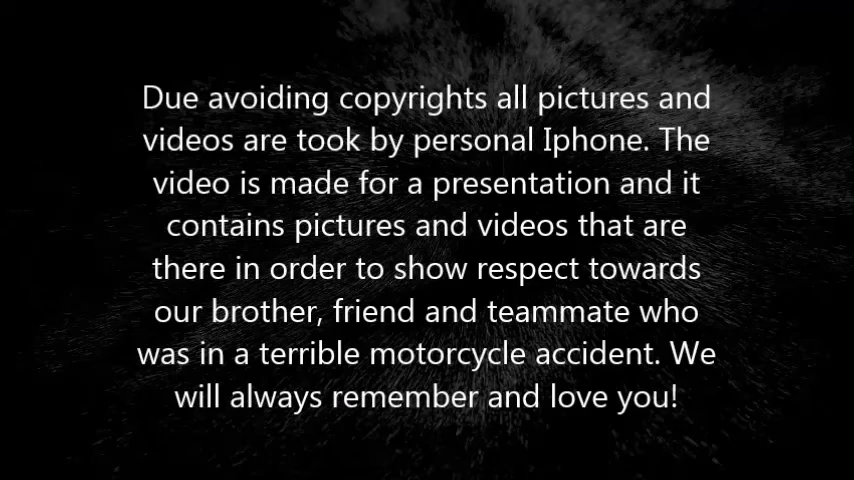 Due avoiding copyrights all pictures and
videos are took by personal Iphone. The
video is made for a presentation and it
contains pictures and videos that are
there in order to show respect towards
our brother, friend and teammate who
was in a terrible motorcycle accident. We
will always remember and love you!